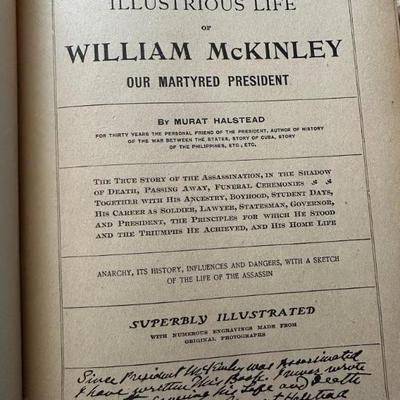 ILLUSTRIOUS LIFE
OF
WILLIAM McKINLEY
OUR MARTYRED PRESIDENT
By MURAT HALSTEAD
FOR THIRTY YEARS THE PERSONAL FRIEND OF THE PRESIDENT, AUTHOR OF HISTORY
OF THE WAR BETWEEN THE STATES, STORY OF CUBA, STORY
OF THE PHILIPPINES, ETC., ETC.
THE TRUE STORY OF THE ASSASSINATION, IN THE SHADOW
OF DEATH, PASSING AWAY, FUNERAL CEREMONIES
TOGETHER WITH HIS ANCESTRY, BOYHOOD, STUDENT DAYS,
HIS CAREER AS SOLDIER, LAWYER, STATESMAN, GOVERNOR,
AND PRESIDENT, THE PRINCIPLES FOR WHICH HE STOOD
AND THE TRIUMPHS HE ACHIEVED, AND HIS HOME LIFE
ANARCHY, ITS HISTORY, INFLUENCES AND DANGERS, WITH A SKETCH
OF THE LIFE OF THE ASSASSIN
SUPERBLY ILLUSTRATED
WITH NUMEROUS ENGRAVINGS MADE FROM
ORIGINAL PHOTOGRAPHS
Since President McKinley was assassinated
I have written this Book. I never wrote
his Life and Death
Halstead